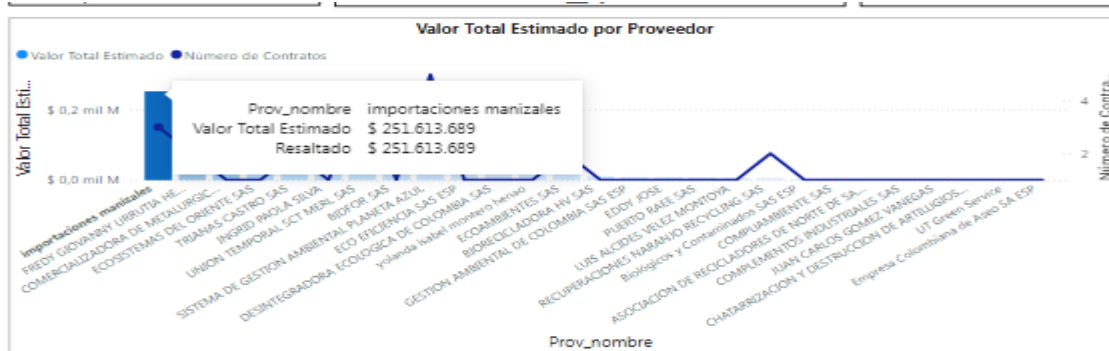 Valor Total Estimado por Proveedor
Valor Total Estimado Número de Contratos
Valor Total Esti...
$ 0,2 mil M
$ 0,0 mil M
Prov_nombre importaciones manizales
Valor Total Estimado $ 251.613.689
Resaltado $ 251.613.689
4
2
Número de Contra...
importaciones manizales
FREDY GIOVANNY URRUTIA HE...
COMERCIALIZADORA DE METALURGIC...
ECOSISTEMAS DEL ORIENTE SAS
TRIANAS CASTRO SAS
INGRID PAOLA SILVA
UNION TEMPORAL SCT MERL SAS
BIOFOR SAS
SISTEMA DE GESTION AMBIENTAL PLANETA AZUL
ECO EFICIENCIA SAS ESP
DESINTEGRADORA ECOLOGICA DE COLOMBIA SAS
yolanda isabel montero henao
ECOAMBIENTES SAS
BIORECICLADORA HV SAS
GESTION AMBIENTAL DE COLOMBIA SAS ESP
EDDY JOSE
PUERTO RAEE SAS
LUIS ALCIDES VELEZ MONTOYA
RECUPERACIONES NARANJO RECYCLING SAS
Biológicos y Contaminados SAS ESP
COMPUAMBIENTE SAS
ASOCIACION DE RECICLADORES DE NORTE DE SA...
COMPLEMENTOS INDUSTRIALES SAS
JUAN CARLOS GOMEZ VANEGAS
CHATARRIZACION Y DESTRUCCION DE ARTILUGIOS...
UT Green Service
Empresa Colombiana de Aseo SA ESP
Prov_nombre